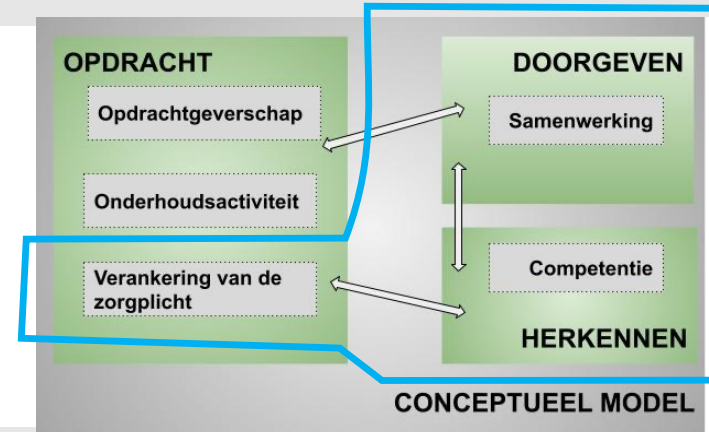 OPDRACHT
Opdrachtgeverschap
Onderhoudsactiviteit
Verankering van de
zorgplicht
DOORGEVEN
Samenwerking
Competentie
HERKENNEN
CONCEPTUEEL MODEL